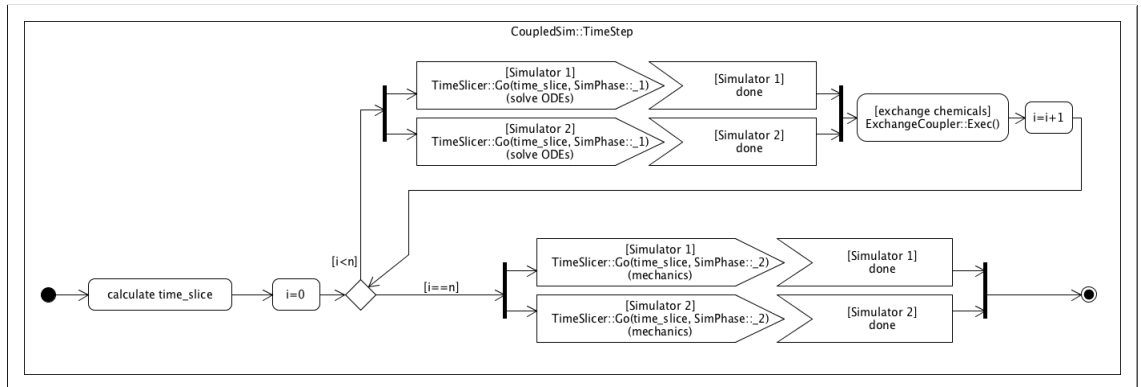 CoupledSim::TimeStep
[Simulator 1]
TimeSlicer::Go(time_slice, SimPhase::_1)
(solve ODEs)
[Simulator 1]
done
[Simulator 2]
TimeSlicer::Go(time_slice, SimPhase::_1)
(solve ODEs)
[Simulator 2]
done
[exchange chemicals]
ExchangeCoupler::Exec()
i=i+1
[i<n]
calculate time_slice
i=0
[i==n]
[Simulator 1]
TimeSlicer::Go(time_slice, SimPhase::_2)
(mechanics)
[Simulator 1]
done
[Simulator 2]
TimeSlicer::Go(time_slice, SimPhase::_2)
(mechanics)
[Simulator 2]
done